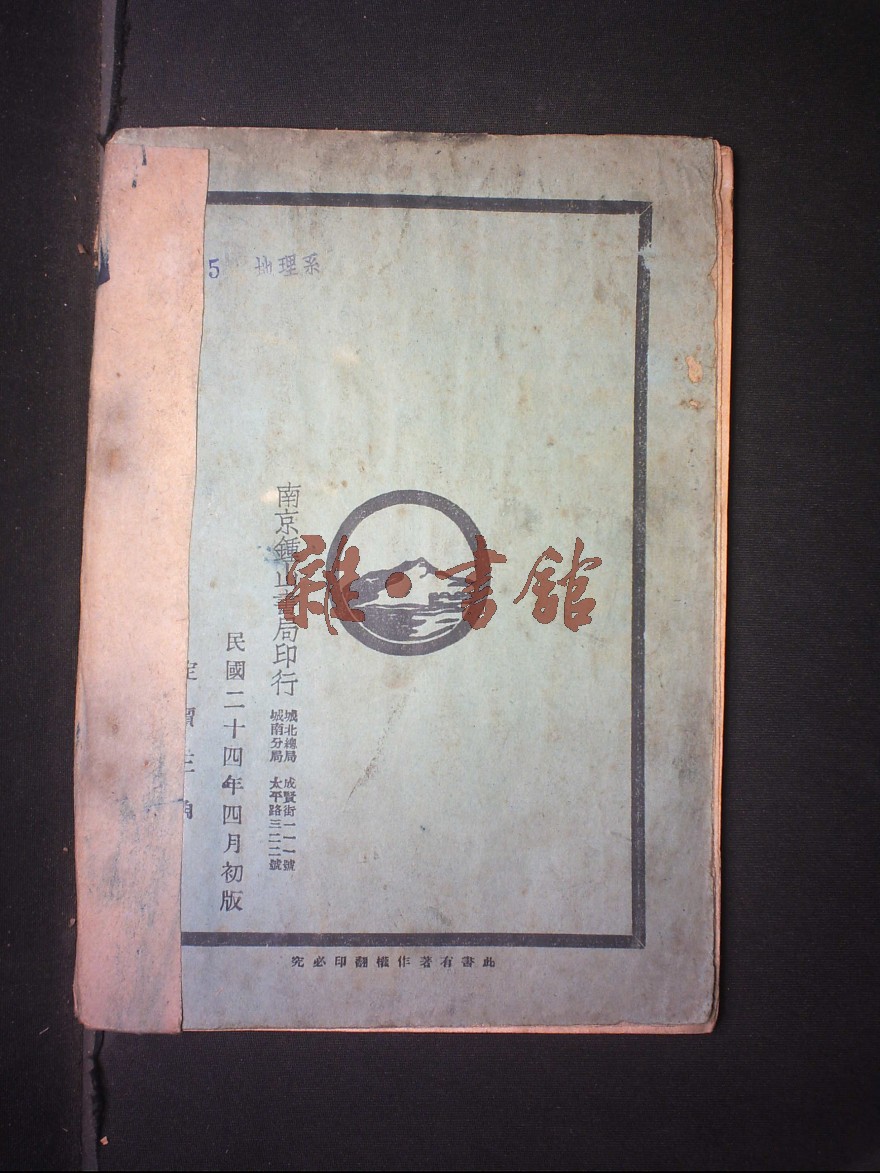 5 地理系
南京鍾山書局印行
城北總局 成賢街一一一號
城南分局 太平路三二二號
民國二十四年四月初版
定價 角
此書有著作權翻印必究
雜·書館